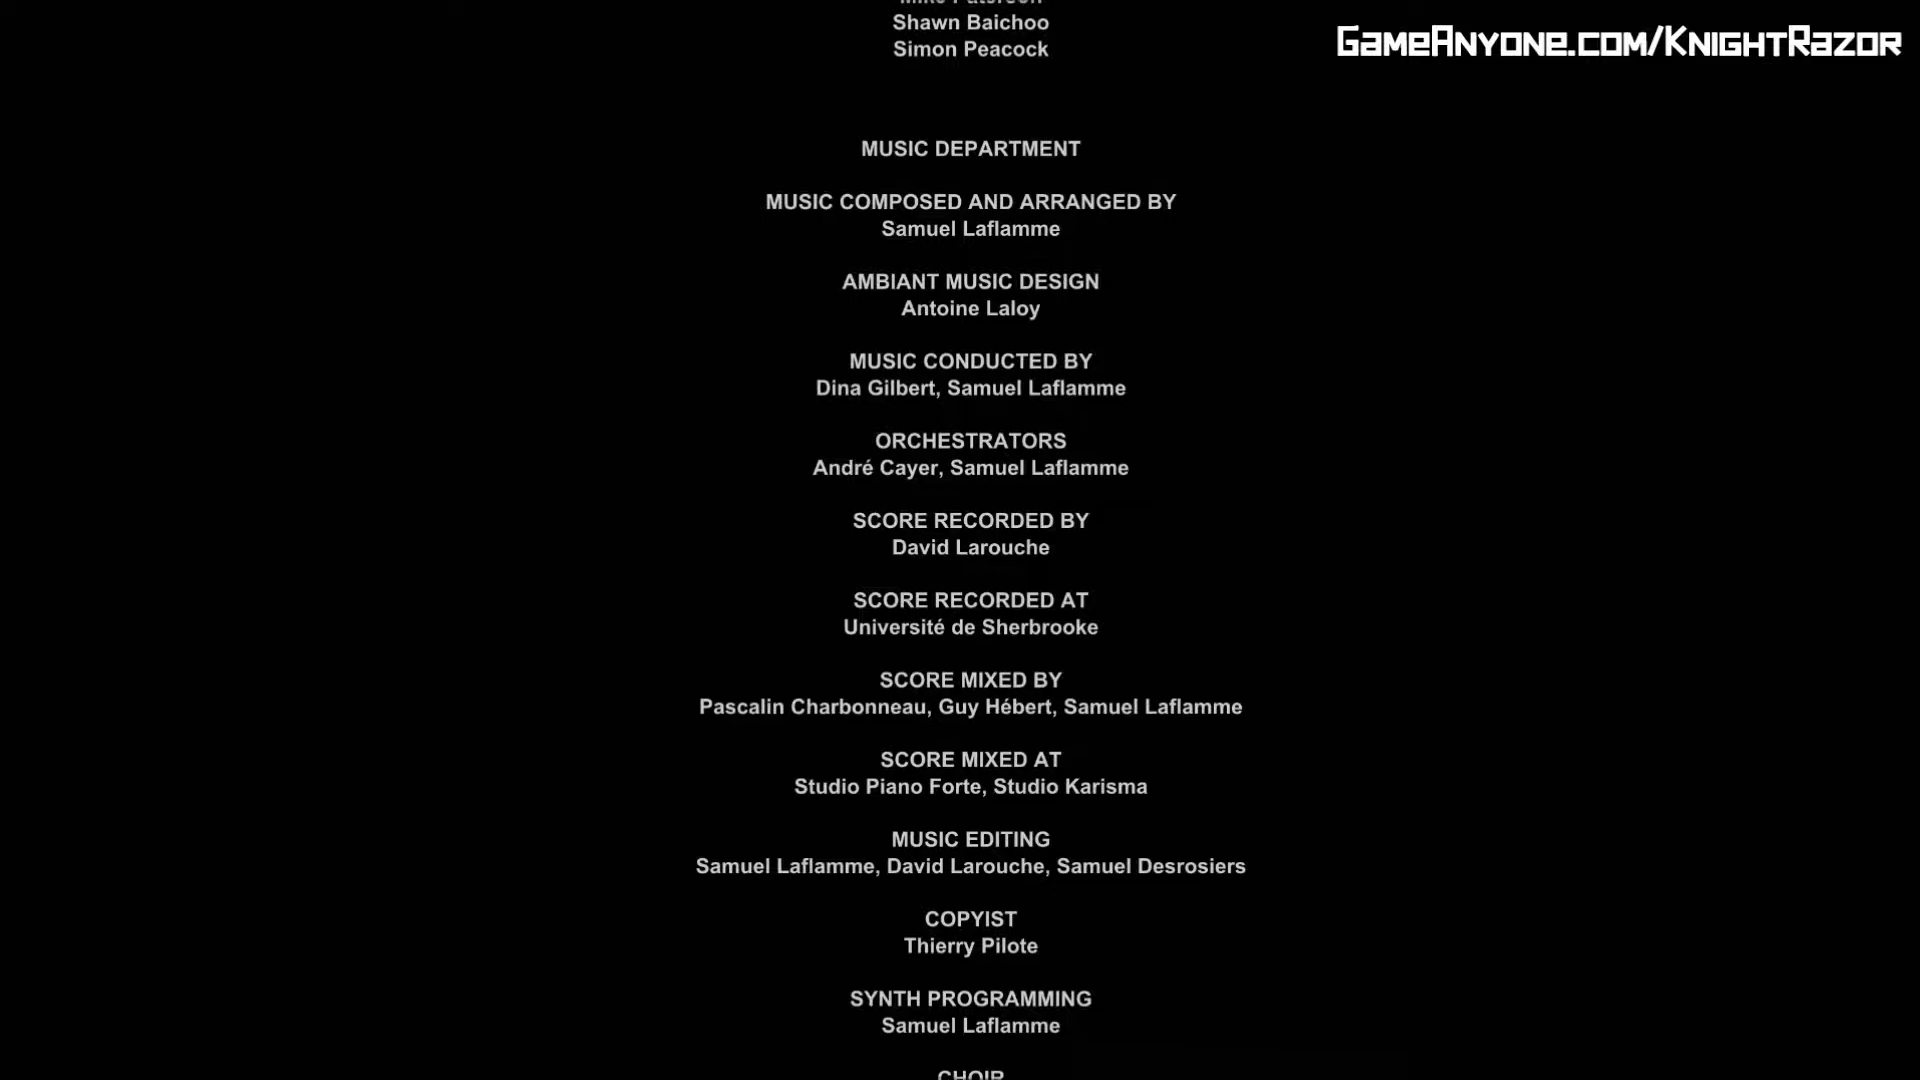 Shawn Baichoo
Simon Peacock
GameAnyone.com/KnightRazor
MUSIC DEPARTMENT
MUSIC COMPOSED AND ARRANGED BY
Samuel Laflamme
AMBIANT MUSIC DESIGN
Antoine Laloy
MUSIC CONDUCTED BY
Dina Gilbert, Samuel Laflamme
ORCHESTRATORS
André Cayer, Samuel Laflamme
SCORE RECORDED BY
David Larouche
SCORE RECORDED AT
Université de Sherbrooke
SCORE MIXED BY
Pascalin Charbonneau, Guy Hébert, Samuel Laflamme
SCORE MIXED AT
Studio Piano Forte, Studio Karisma
MUSIC EDITING
Samuel Laflamme, David Larouche, Samuel Desrosiers
COPYIST
Thierry Pilote
SYNTH PROGRAMMING
Samuel Laflamme
CHOIR